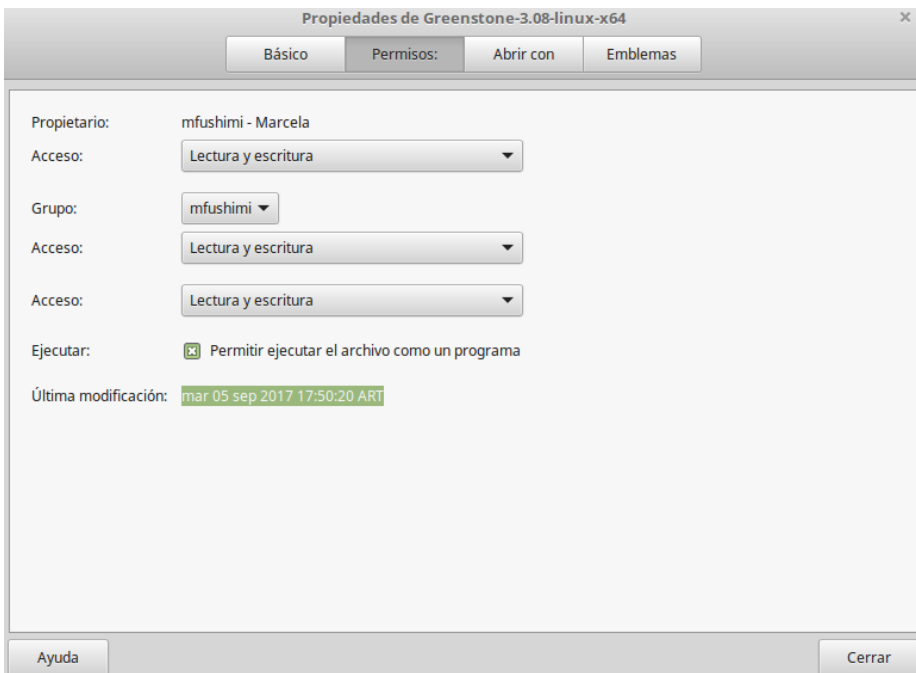 Propiedades de Greenstone-3.08-linux-x64
Básico Permisos: Abrir con Emblemas
Propietario: mfushimi - Marcela
Acceso: Lectura y escritura
Grupo: mfushimi
Acceso: Lectura y escritura
Acceso: Lectura y escritura
Ejecutar: Permitir ejecutar el archivo como un programa
Última modificación: mar 05 sep 2017 17:50:20 ART
Ayuda Cerrar